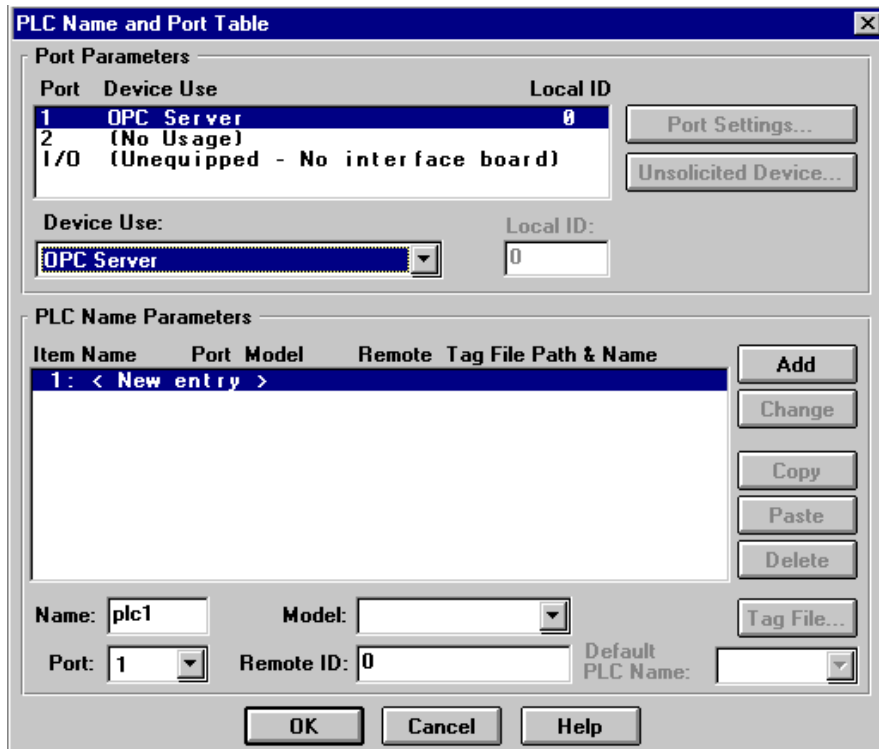 PLC Name and Port Table
Port Parameters
Port Device Use Local ID
1 OPC Server 0
2 (No Usage)
I/O (Unequipped - No interface board)
Port Settings...
Unsolicited Device...
Device Use:
Local ID:
OPC Server
0
PLC Name Parameters
Item Name Port Model Remote Tag File Path & Name
1: < New entry >
Add
Change
Copy
Paste
Delete
Name: plc1 Model: Tag File...
Port: 1 Remote ID: 0 Default PLC Name:
OK Cancel Help